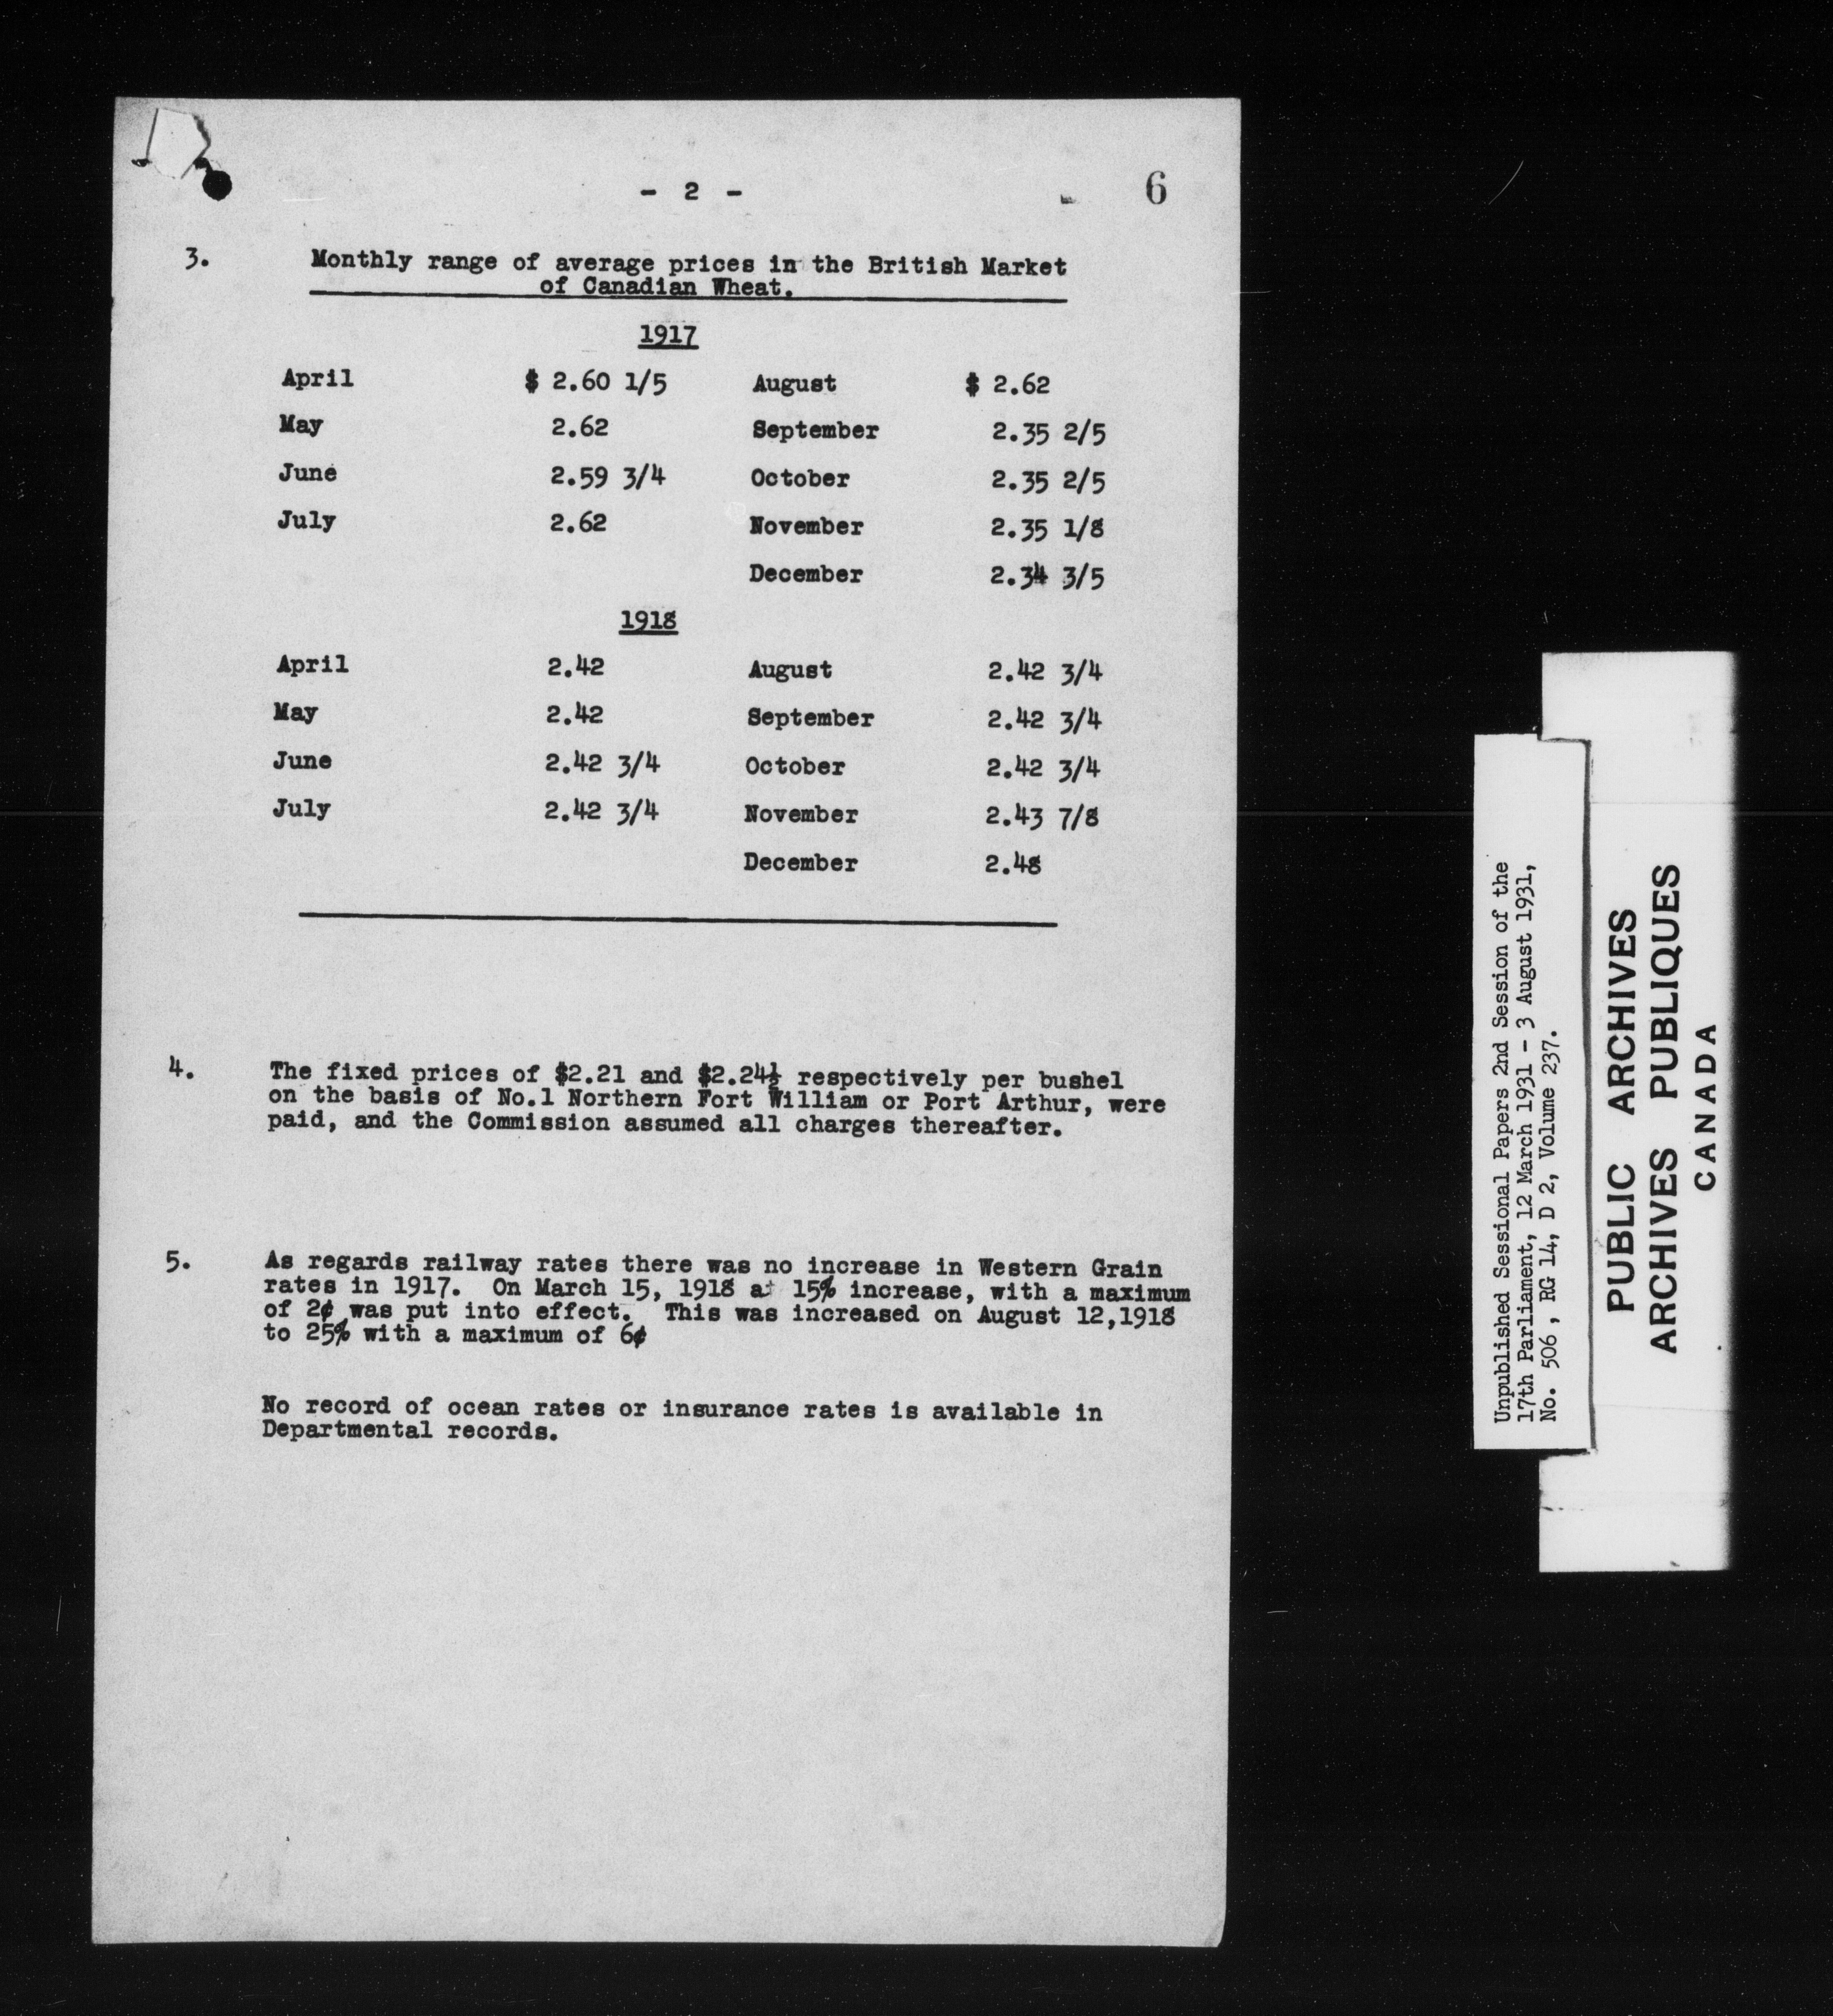 - 2 -
6
3. Monthly range of average prices in the British Market
of Canadian Wheat.
1917
April $ 2.60 1/5 August $ 2.62
May 2.62 September 2.35 2/5
June 2.59 3/4 October 2.35 2/5
July 2.62 November 2.35 1/8
December 2.34 3/5
1918
April 2.42 August 2.42 3/4
May 2.42 September 2.42 3/4
June 2.42 3/4 October 2.42 3/4
July 2.42 3/4 November 2.43 7/8
December 2.48
4. The fixed prices of $2.21 and $2.24½ respectively per bushel
on the basis of No.1 Northern Fort William or Port Arthur, were
paid, and the Commission assumed all charges thereafter.
5. As regards railway rates there was no increase in Western Grain
rates in 1917. On March 15, 1918 a 15% increase, with a maximum
of 2¢ was put into effect. This was increased on August 12,1918
to 25% with a maximum of 6¢
No record of ocean rates or insurance rates is available in
Departmental records.
Unpublished Sessional Papers 2nd Session of the
17th Parliament, 12 March 1931 - 3 August 1931,
No. 506, RG 14, D 2, Volume 237.
PUBLIC ARCHIVES
ARCHIVES PUBLIQUES
CANADA